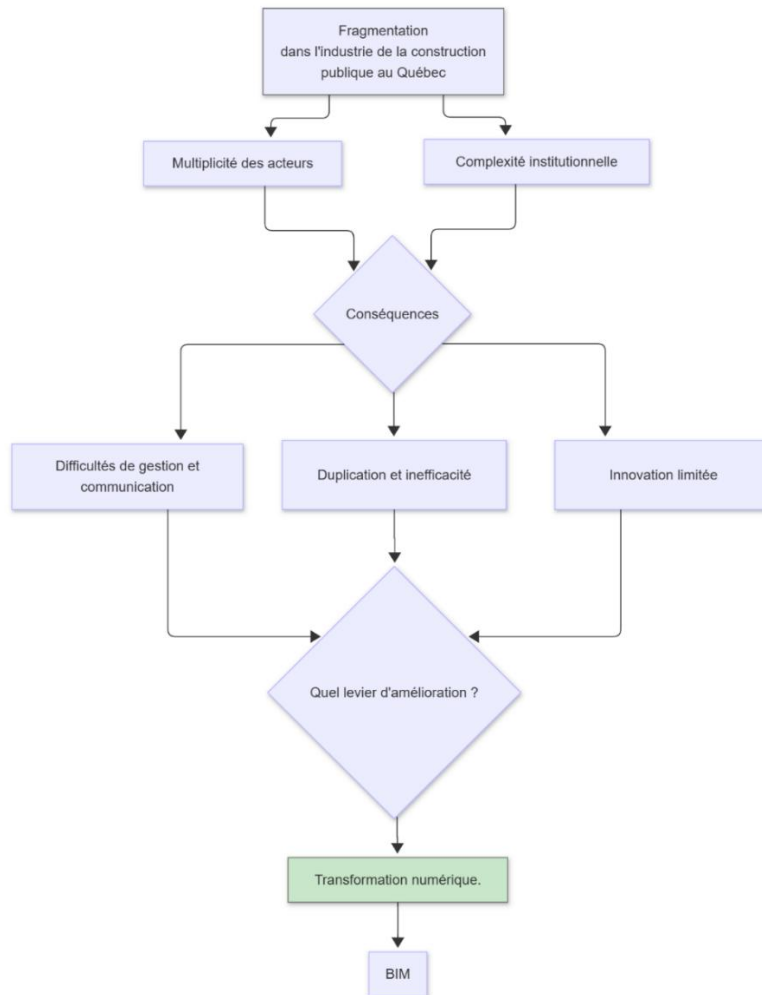 Fragmentation
dans l'industrie de la construction
publique au Québec
Multiplicité des acteurs
Complexité institutionnelle
Conséquences
Difficultés de gestion et
communication
Duplication et inefficacité
Innovation limitée
Quel levier d'amélioration ?
Transformation numérique.
BIM